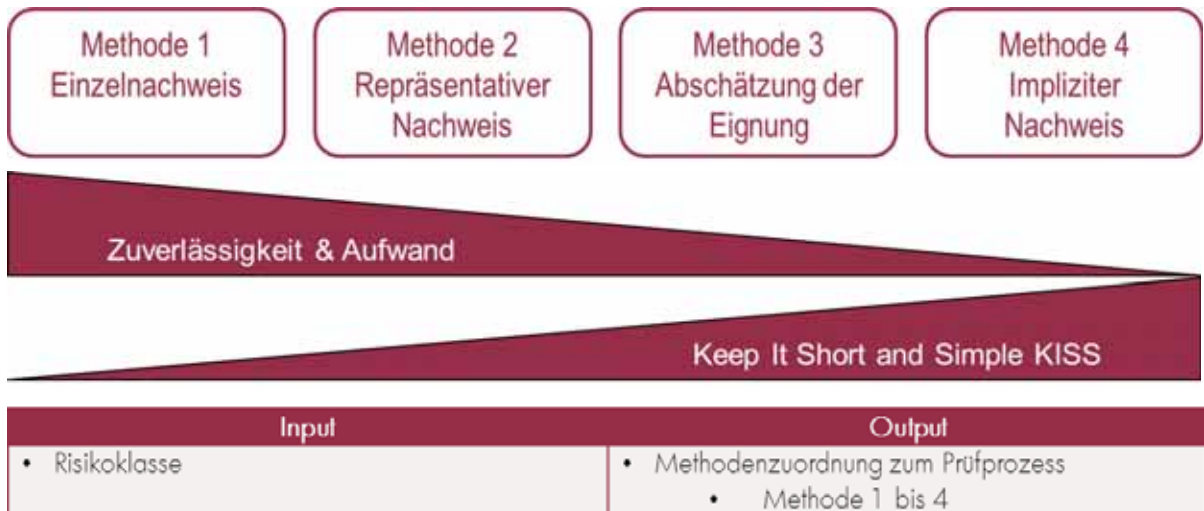 Methode 1
Einzelnachweis
Methode 2
Repräsentativer
Nachweis
Methode 3
Abschätzung der
Eignung
Methode 4
Impliziter
Nachweis
Zuverlässigkeit & Aufwand
Keep It Short and Simple KISS
Input
Output
• Risikoklasse
• Methodenzuordnung zum Prüfprozess
• Methode 1 bis 4